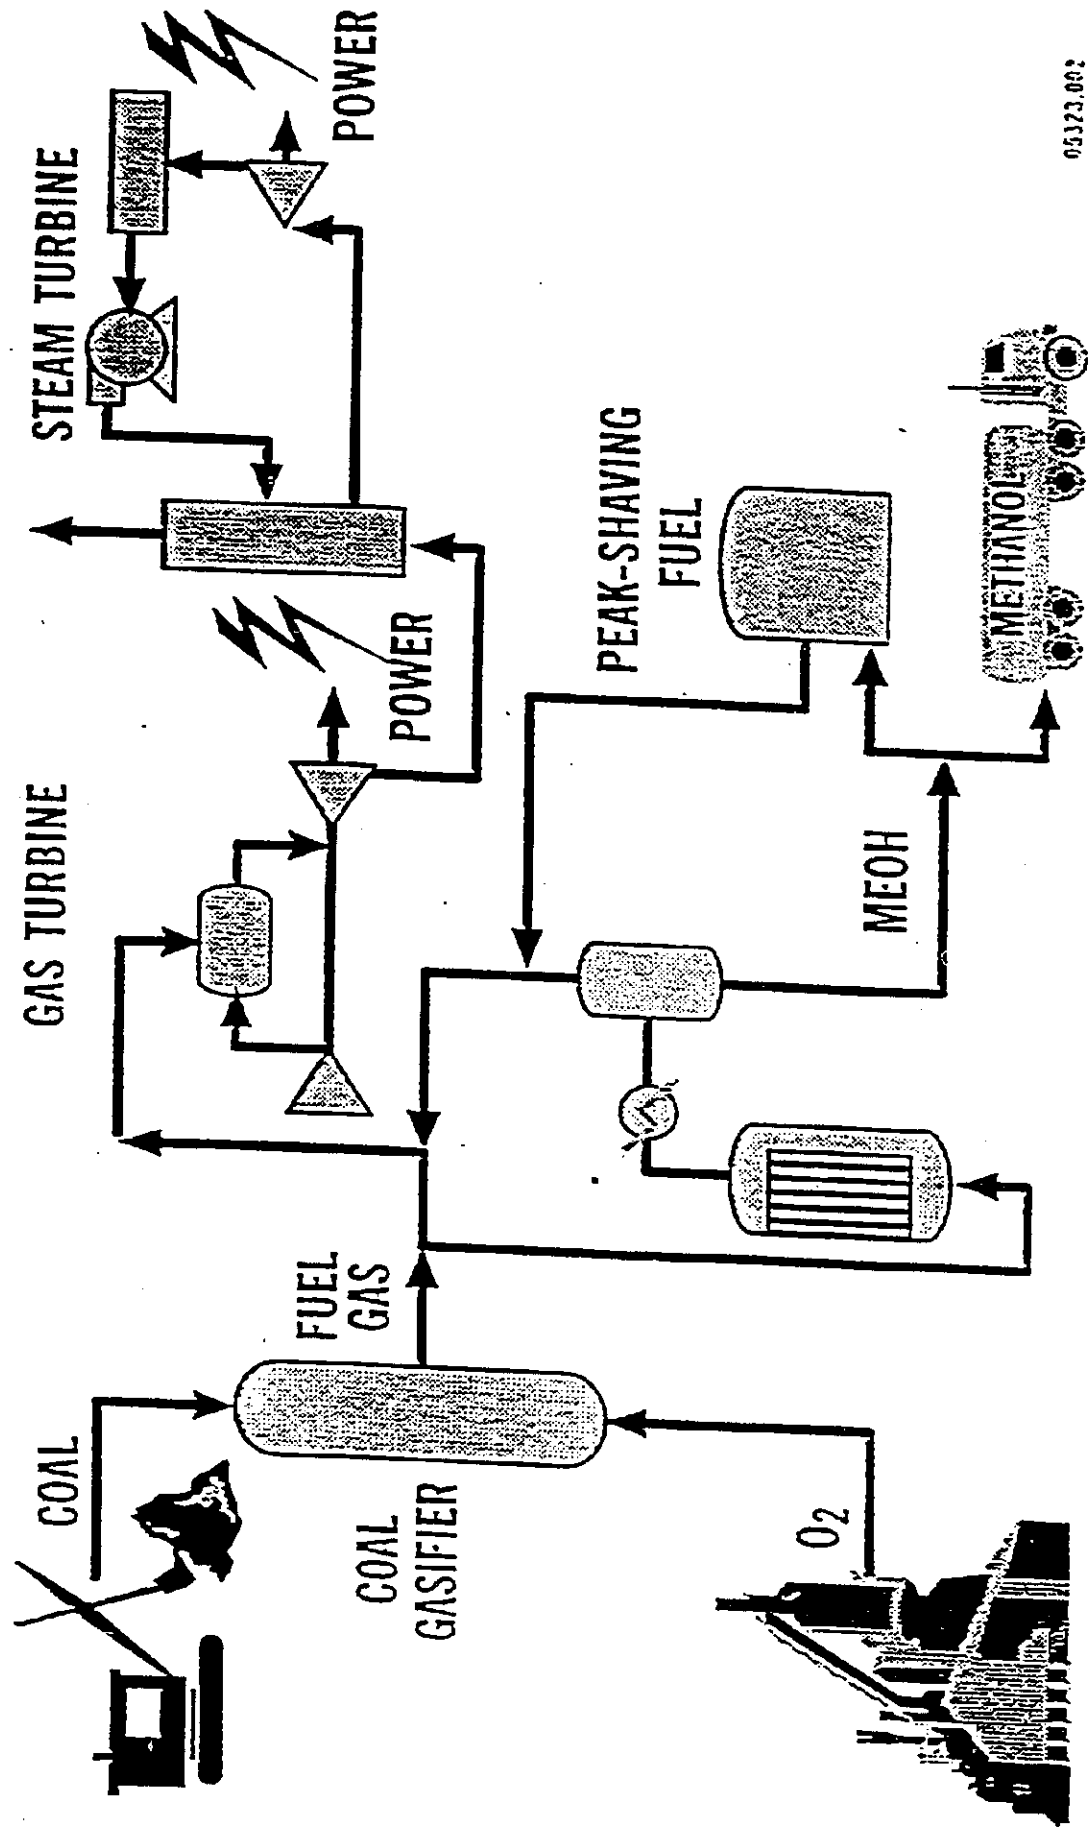 COAL
COAL
GASIFIER
O2
FUEL
GAS
GAS TURBINE
POWER
STEAM TURBINE
POWER
MEOH
PEAK-SHAVING
FUEL
METHANOL
05323.002